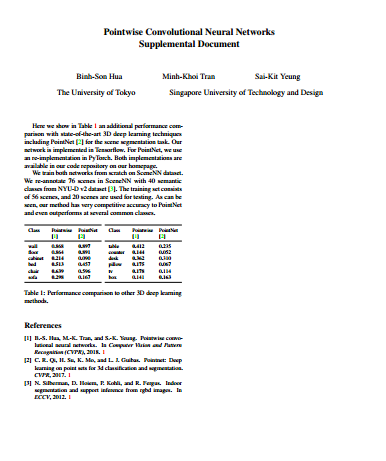 Pointwise Convolutional Neural Networks
Supplemental Document
Binh-Son Hua Minh-Khoi Tran Sai-Kit Yeung
The University of Tokyo Singapore University of Technology and Design
Here we show in Table 1 an additional performance com-
parison with state-of-the-art 3D deep learning techniques
including PointNet [2] for the scene segmentation task. Our
network is implemented in Tensorflow. For PointNet, we use
an re-implementation in PyTorch. Both implementations are
available in our code repository on our homepage.
We train both networks from scratch on SceneNN dataset.
We re-annotate 76 scenes in SceneNN with 40 semantic
classes from NYU-D v2 dataset [3]. The training set consists
of 56 scenes, and 20 scenes are used for testing. As can be
seen, our method has very competitive accuracy to PointNet
and even outperforms at several common classes.
Class Pointwise PointNet Class Pointwise PointNet
[1] [2] [1] [2]
wall 0.868 0.897 table 0.412 0.235
floor 0.864 0.891 counter 0.144 0.052
cabinet 0.214 0.090 desk 0.362 0.310
bed 0.513 0.457 pillow 0.175 0.067
chair 0.639 0.596 tv 0.178 0.114
sofa 0.298 0.167 box 0.141 0.163
Table 1: Performance comparison to other 3D deep learning
methods.
References
[1] B.-S. Hua, M.-K. Tran, and S.-K. Yeung. Pointwise convo-
lutional neural networks. In Computer Vision and Pattern
Recognition (CVPR), 2018. 1
[2] C. R. Qi, H. Su, K. Mo, and L. J. Guibas. Pointnet: Deep
learning on point sets for 3d classification and segmentation.
CVPR, 2017. 1
[3] N. Silberman, D. Hoiem, P. Kohli, and R. Fergus. Indoor
segmentation and support inference from rgbd images. In
ECCV, 2012. 1